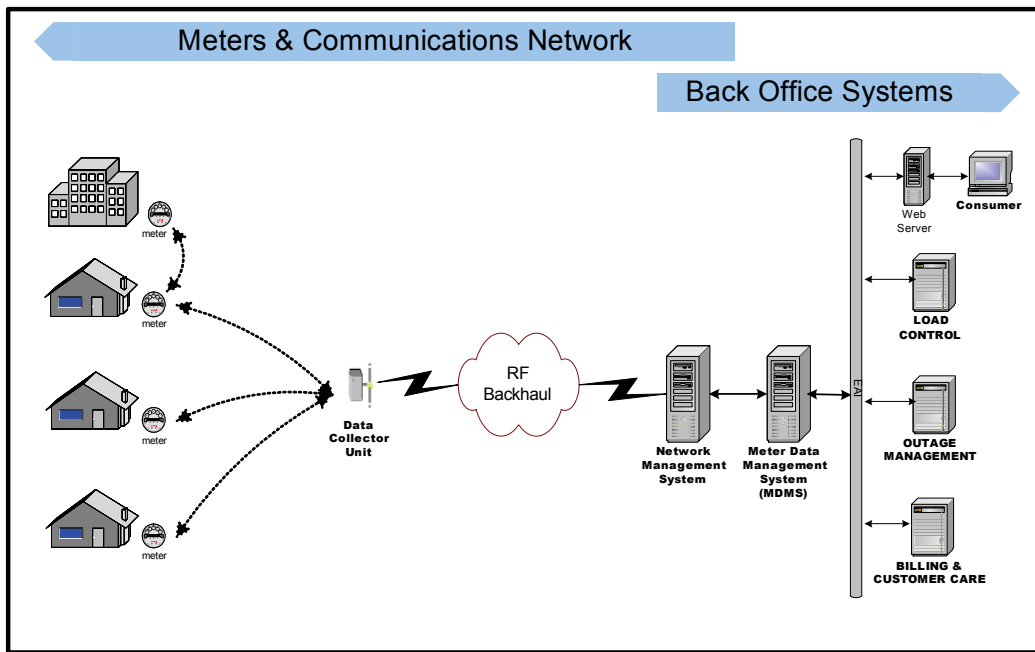 Meters & Communications Network
Back Office Systems
meter
meter
meter
meter
Data
Collector
Unit
RF
Backhaul
Network
Management
System
Meter Data
Management
System
(MDMS)
EAI
Web
Server
Consumer
LOAD
CONTROL
OUTAGE
MANAGEMENT
BILLING &
CUSTOMER CARE